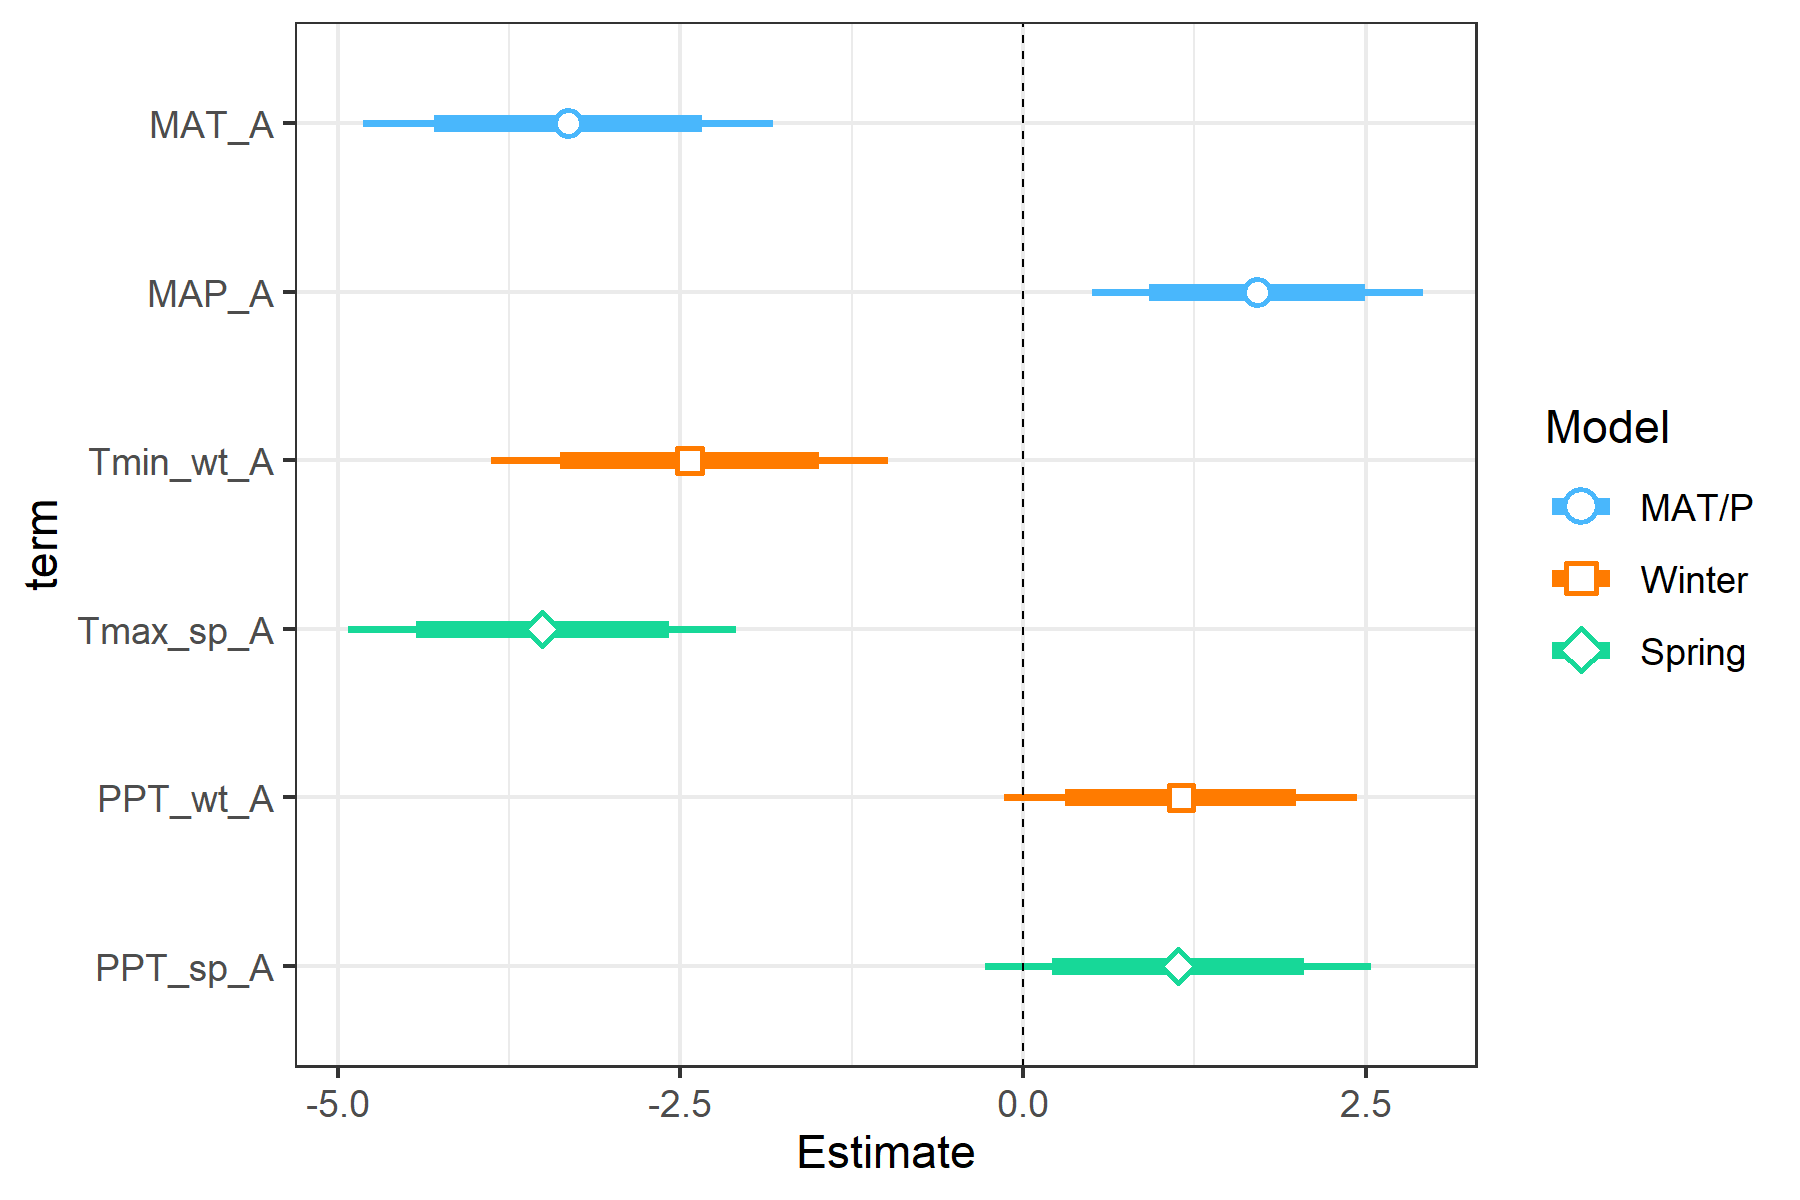 MAT_A
MAP_A
Tmin_wt_A
Tmax_sp_A
PPT_wt_A
PPT_sp_A
term
-5.0
-2.5
0.0
2.5
Estimate
Model
MAT/P
Winter
Spring